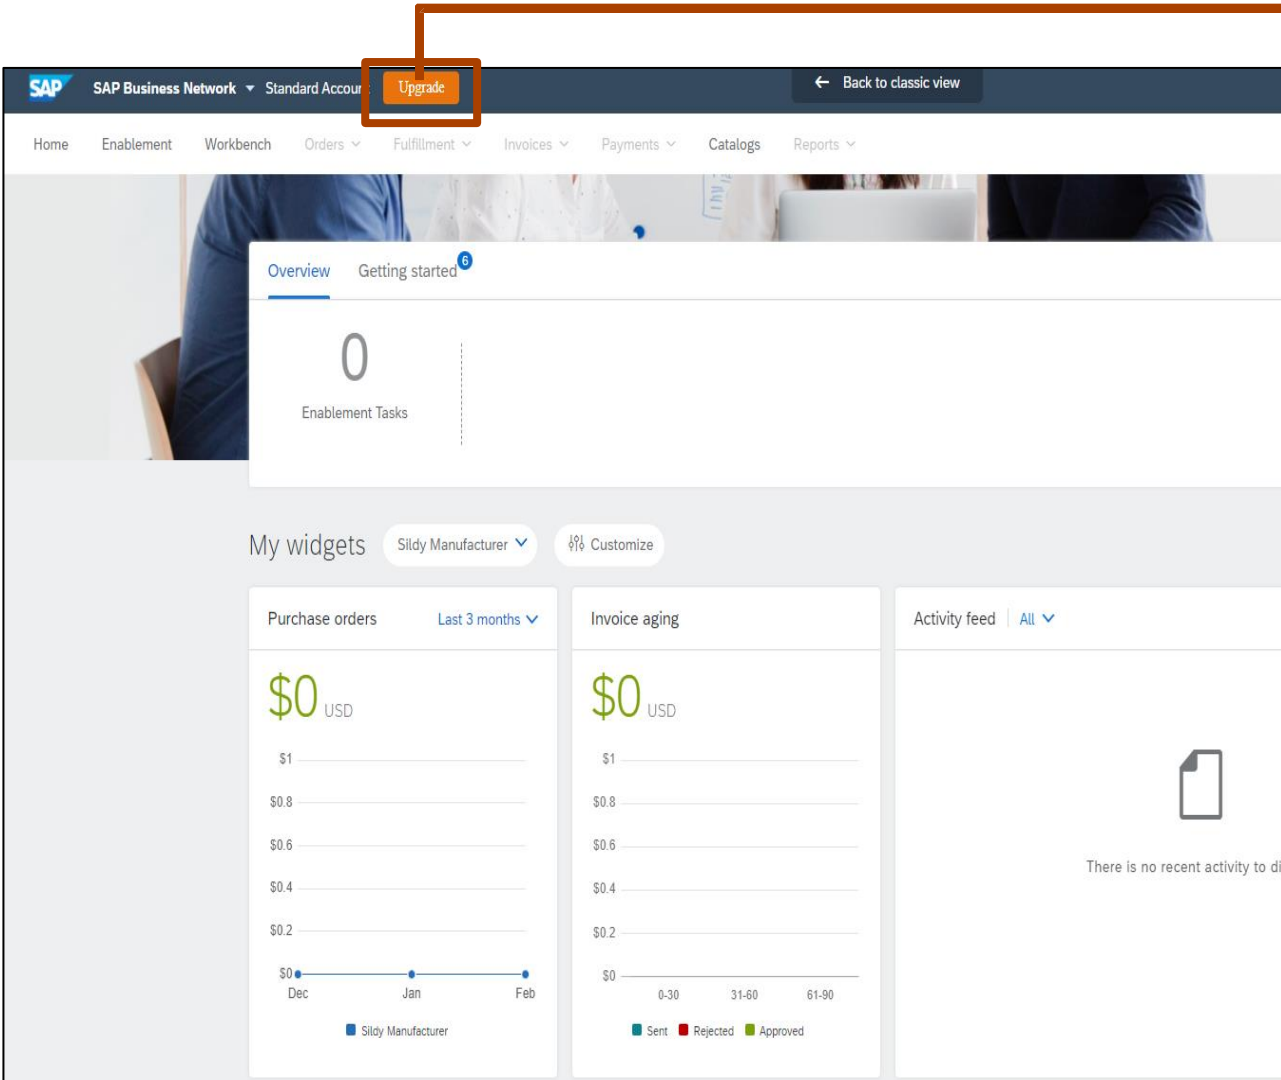 SAP SAP Business Network Standard Account Upgrade Back to classic view
Home Enablement Workbench Orders Fulfillment Invoices Payments Catalogs Reports
Overview Getting started 6
0
Enablement Tasks
My widgets Sildy Manufacturer Customize
Purchase orders Last 3 months Invoice aging Activity feed All
$0 USD $0 USD
$1 $1
$0.8 $0.8
$0.6 $0.6
There is no recent activity to di
$0.4 $0.4
$0.2 $0.2
$0 $0
Dec Jan Feb 0-30 31-60 61-90
Sildy Manufacturer Sent Rejected Approved